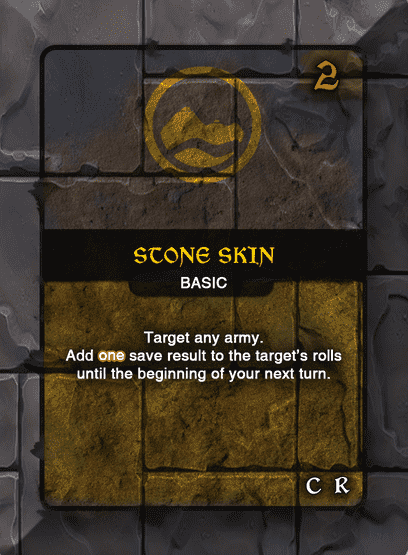 2
STONE SKIN
BASIC
Target any army.
Add one save result to the target's rolls
until the beginning of your next turn.
C R